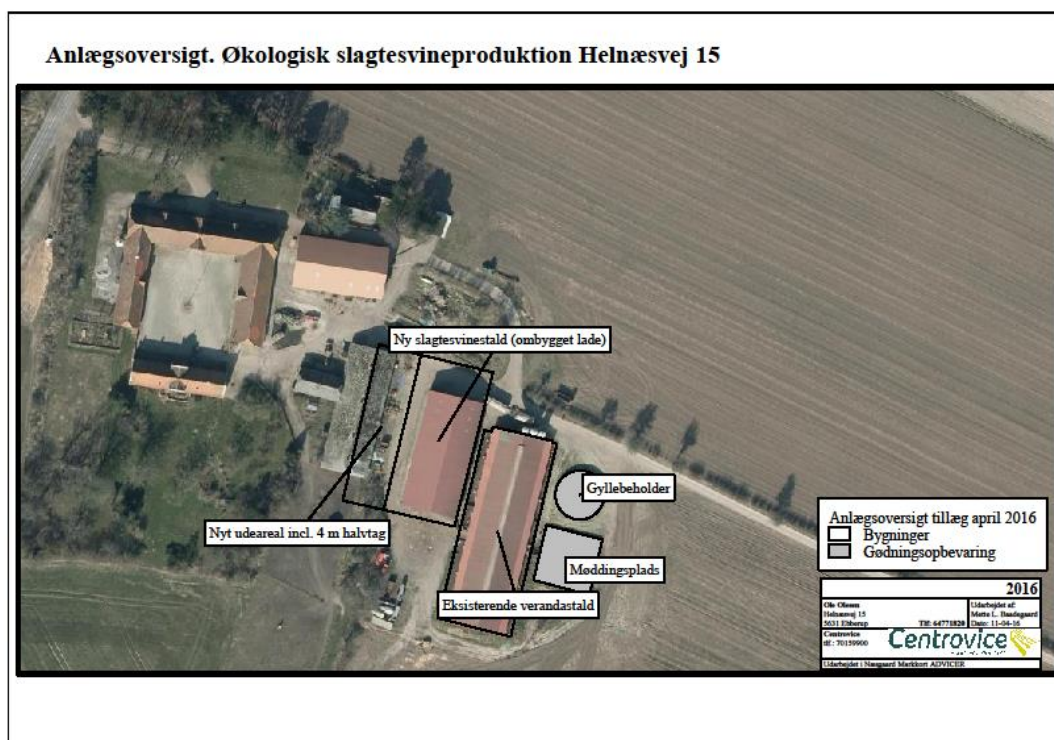 Anlægsoversigt. Økologisk slagtesvineproduktion Helnæsvej 15
Ny slagtesvinestald (ombygget lade)
Gyllebeholder
Nyt udeareal incl. 4 m halvtag
Møddingsplads
Eksisterende verandastald
Anlægsoversigt tillæg april 2016
Bygninger
Gødningsopbevaring
2016
Ole Olesen
Helnæsvej 15
5631 Ebberup Tlf: 64771820
Udarbejdet af:
Mette L. Baadsgaard
Dato: 11-04-16
Centrovice
tlf.: 70159900
Centrovice
Udarbejdet i Næsgaard Markkort ADVICER